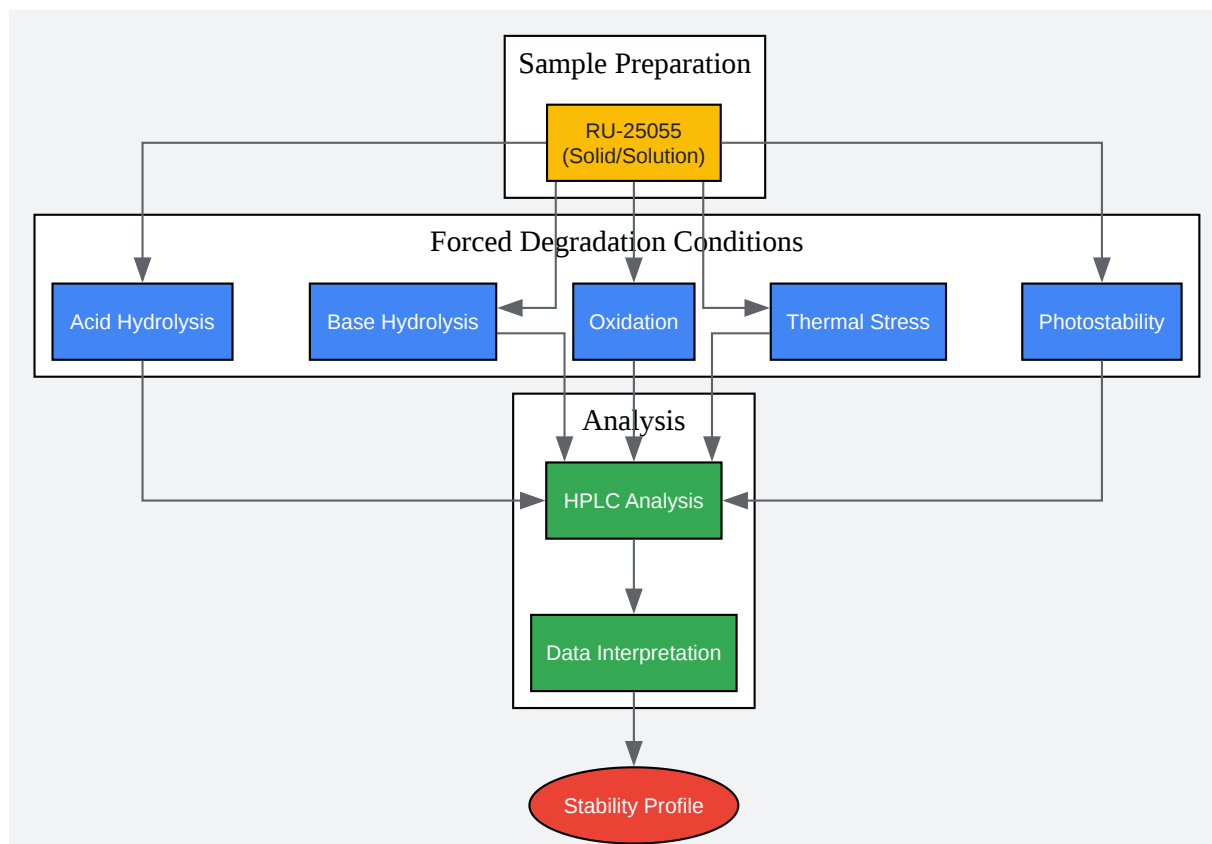 Sample Preparation
RU-25055
(Solid/Solution)
Forced Degradation Conditions
Acid Hydrolysis
Base Hydrolysis
Oxidation
Thermal Stress
Photostability
Analysis
HPLC Analysis
Data Interpretation
Stability Profile